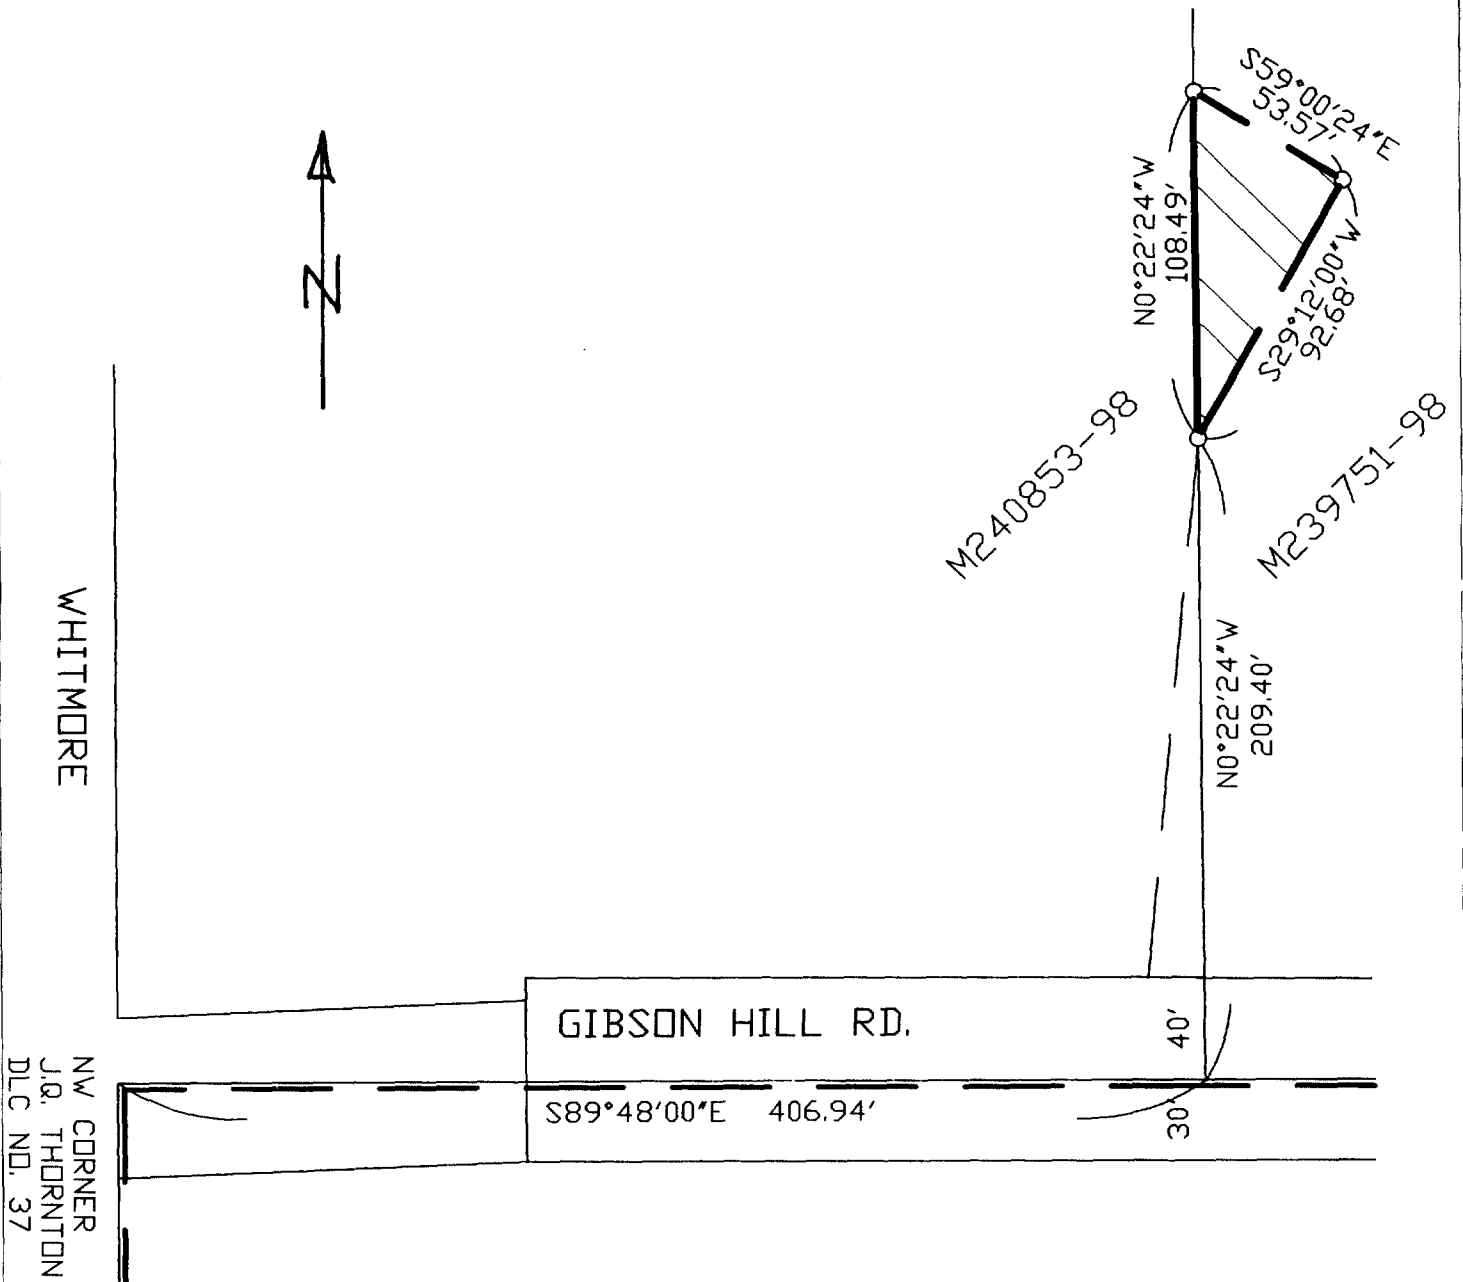 S59°00'24"E
53.57'
N0°22'24"W
108.49'
S29°12'00"W
92.68'
N
M240853-98
M239751-98
WHITMORE
N0°22'24"W
209.40'
GIBSON HILL RD.
40'
S89°48'00"E 406.94'
30'
NW CORNER
J.Q. THORNTON
DLC NO. 37